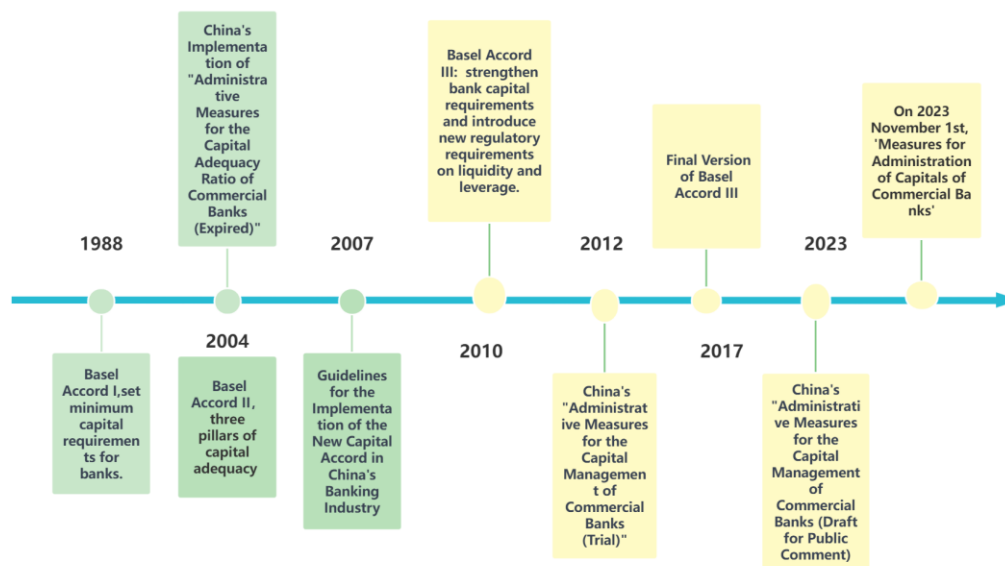 China's
Implementa
tion of
"Administra
tive
Measures
for the
Capital
Adequacy
Ratio of
Commercial
Banks
(Expired)"
Basel Accord
III:  strengthen
bank capital
requirements
and introduce
new regulatory
requirements
on liquidity and
leverage.
Final Version
of Basel
Accord III
On 2023
November 1st,
'Measures for
Administration
of Capitals of
Commercial Ba
nks'
1988
2007
2012
2023
2004
2010
2017
Basel
Accord I,set
minimum
capital
requiremen
ts for
banks.
Basel
Accord II,
three
pillars of
capital
adequacy
Guidelines
for the
Implementa
tion of the
New Capital
Accord in
China's
Banking
Industry
China's
"Administrat
ive Measures
for the
Capital
Managemen
t of
Commercial
Banks
(Trial)"
China's
"Administrati
ve Measures
for the
Capital
Management
of
Commercial
Banks (Draft
for Public
Comment)